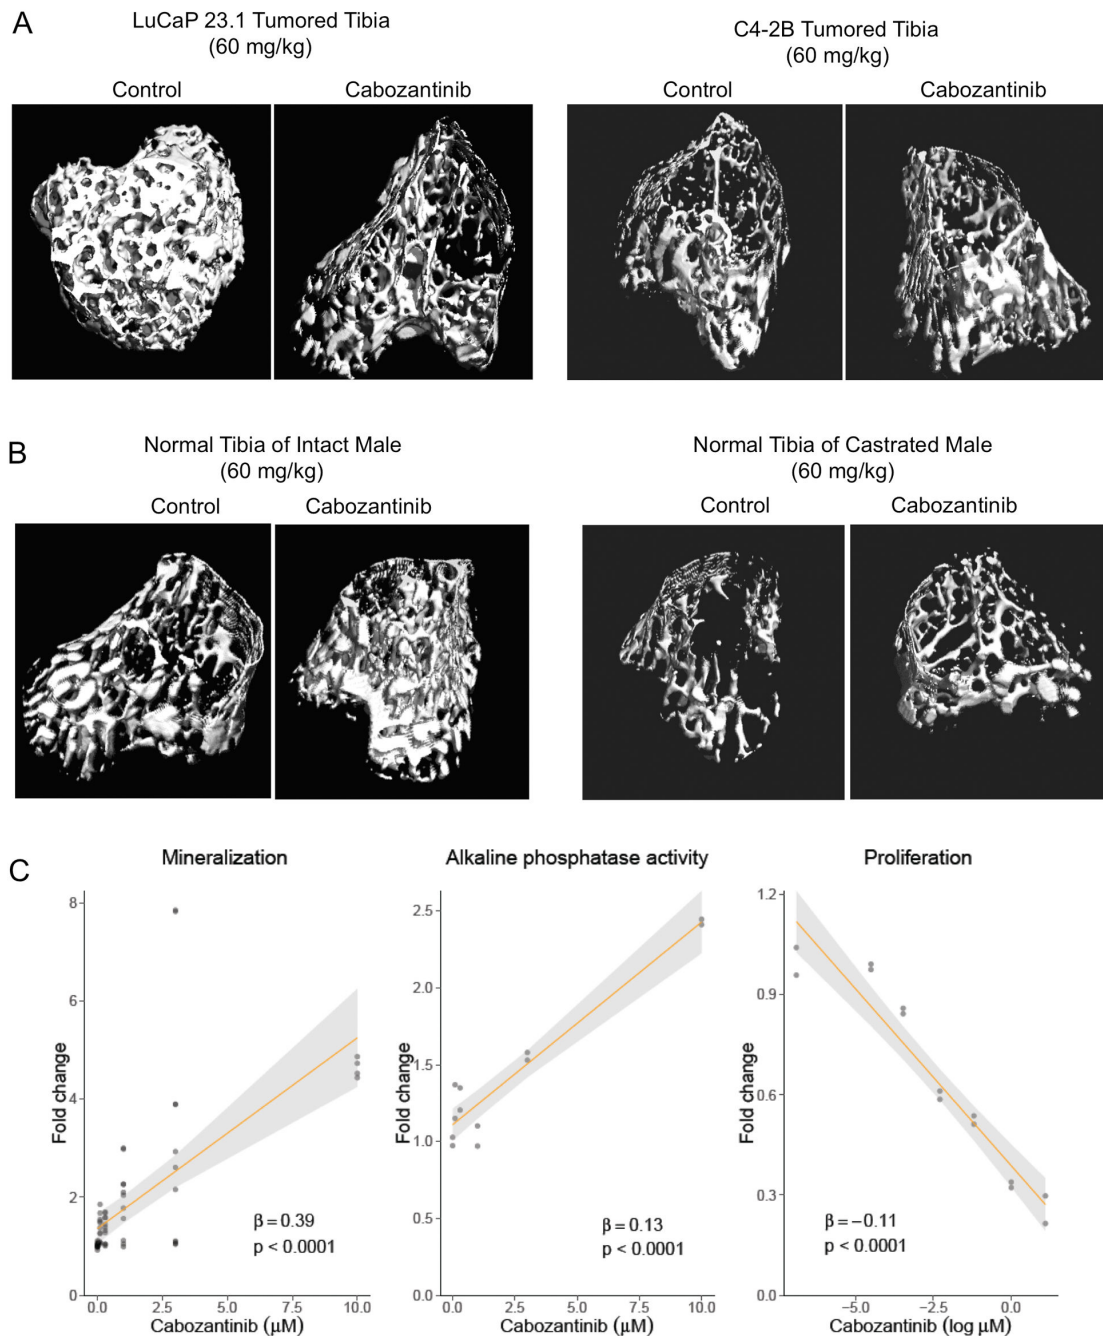 A
LuCaP 23.1 Tumored Tibia
(60 mg/kg)
C4-2B Tumored Tibia
(60 mg/kg)
Control
Cabozantinib
Control
Cabozantinib
B
Normal Tibia of Intact Male
(60 mg/kg)
Normal Tibia of Castrated Male
(60 mg/kg)
Control
Cabozantinib
Control
Cabozantinib
C
Mineralization
Fold change
8
6
4
2
0
β = 0.39
p < 0.0001
0.0 2.5 5.0 7.5 10.0
Cabozantinib (μM)
Alkaline phosphatase activity
Fold change
2.5
2.0
1.5
1.0
0.5
0.0
β = 0.13
p < 0.0001
0.0 2.5 5.0 7.5 10.0
Cabozantinib (μM)
Proliferation
Fold change
1.2
0.9
0.6
0.3
0.0
β = −0.11
p < 0.0001
−5.0 −2.5 0.0
Cabozantinib (log μM)